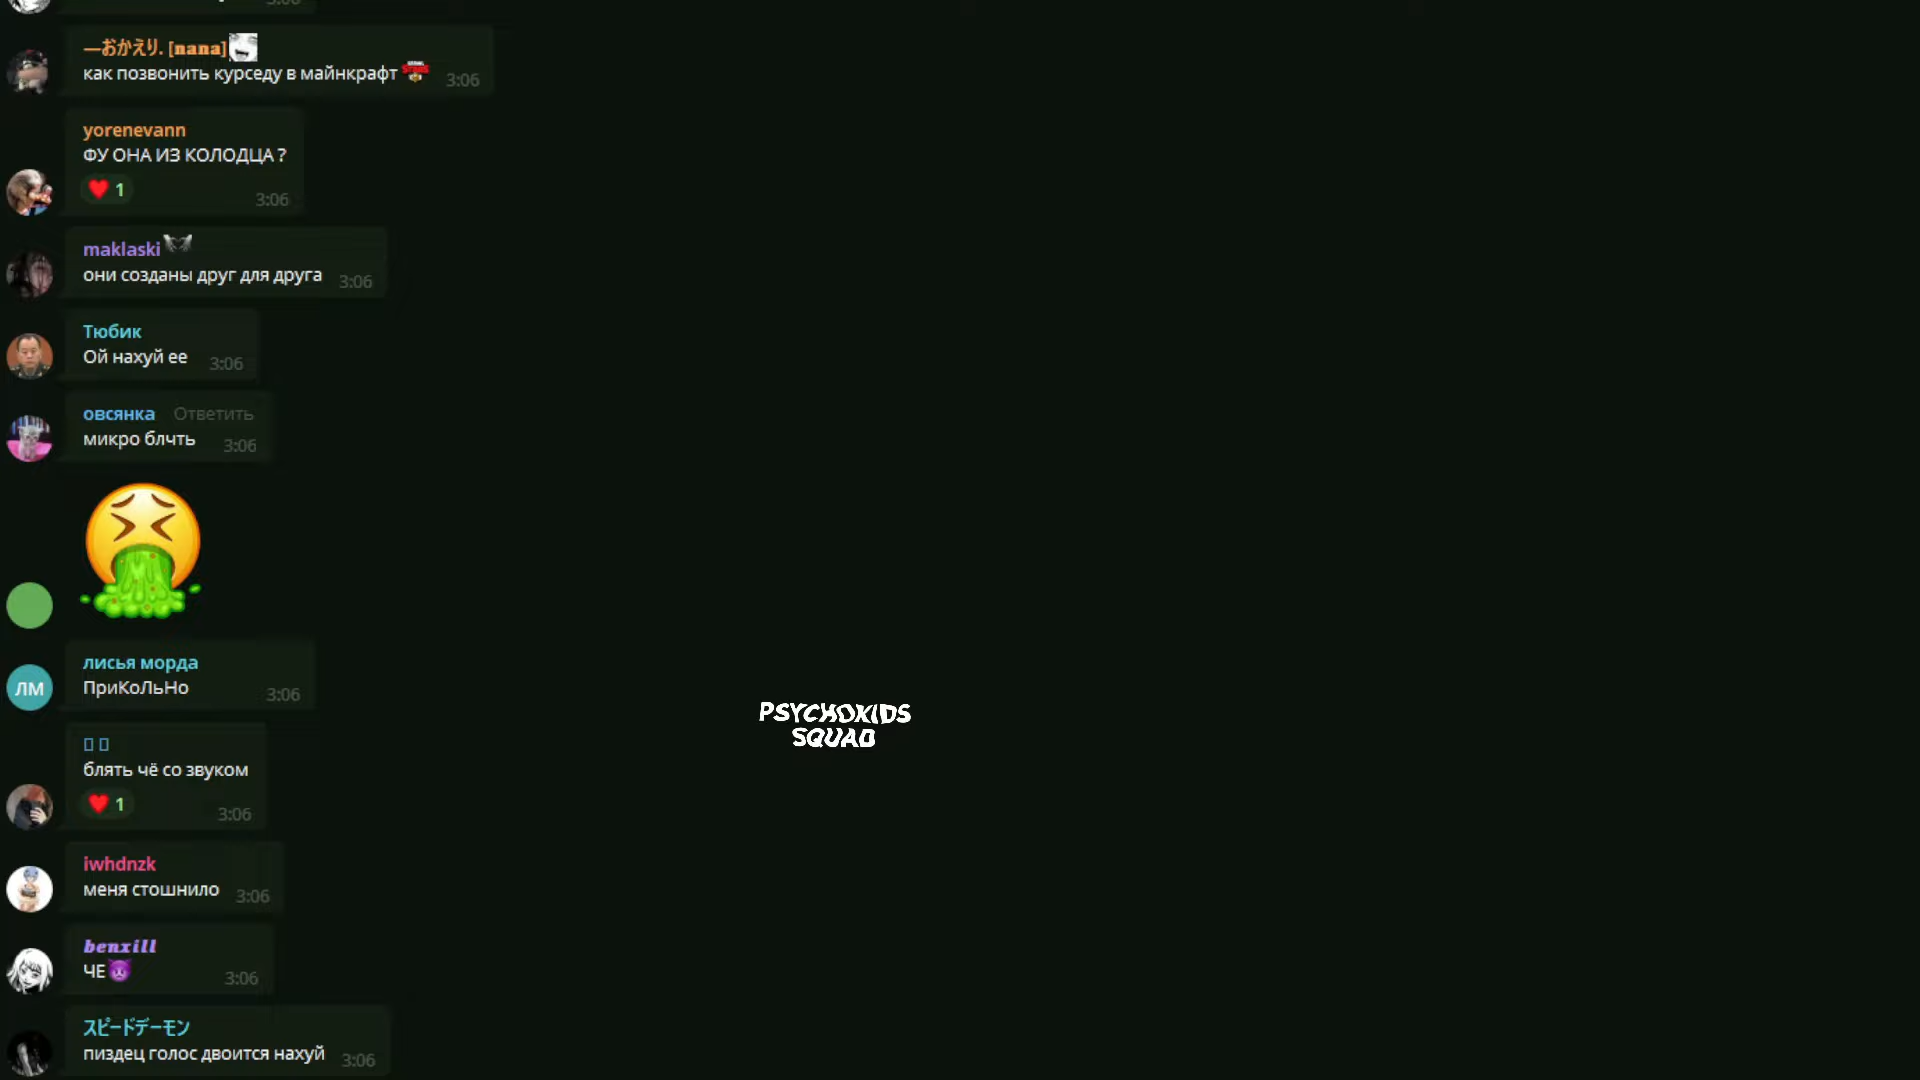 —おかえり. [nana]
как позвонить курседу в майнкрафт
3:06
yorenevann
ФУ ОНА ИЗ КОЛОДЦА ?
1
3:06
maklaski
они созданы друг для друга
3:06
Тюбик
Ой нахуй ее
3:06
овсянка Ответить
микро блчть
3:06
лисья морда
ЛМ
ПриКоЛьНо
3:06
PSYCHOKIDS
SQUAD
блять чё со звуком
1
3:06
iwhdnzk
меня стошнило
3:06
benxill
ЧЕ
3:06
スピードデーモン
пиздец голос двоится нахуй
3:06